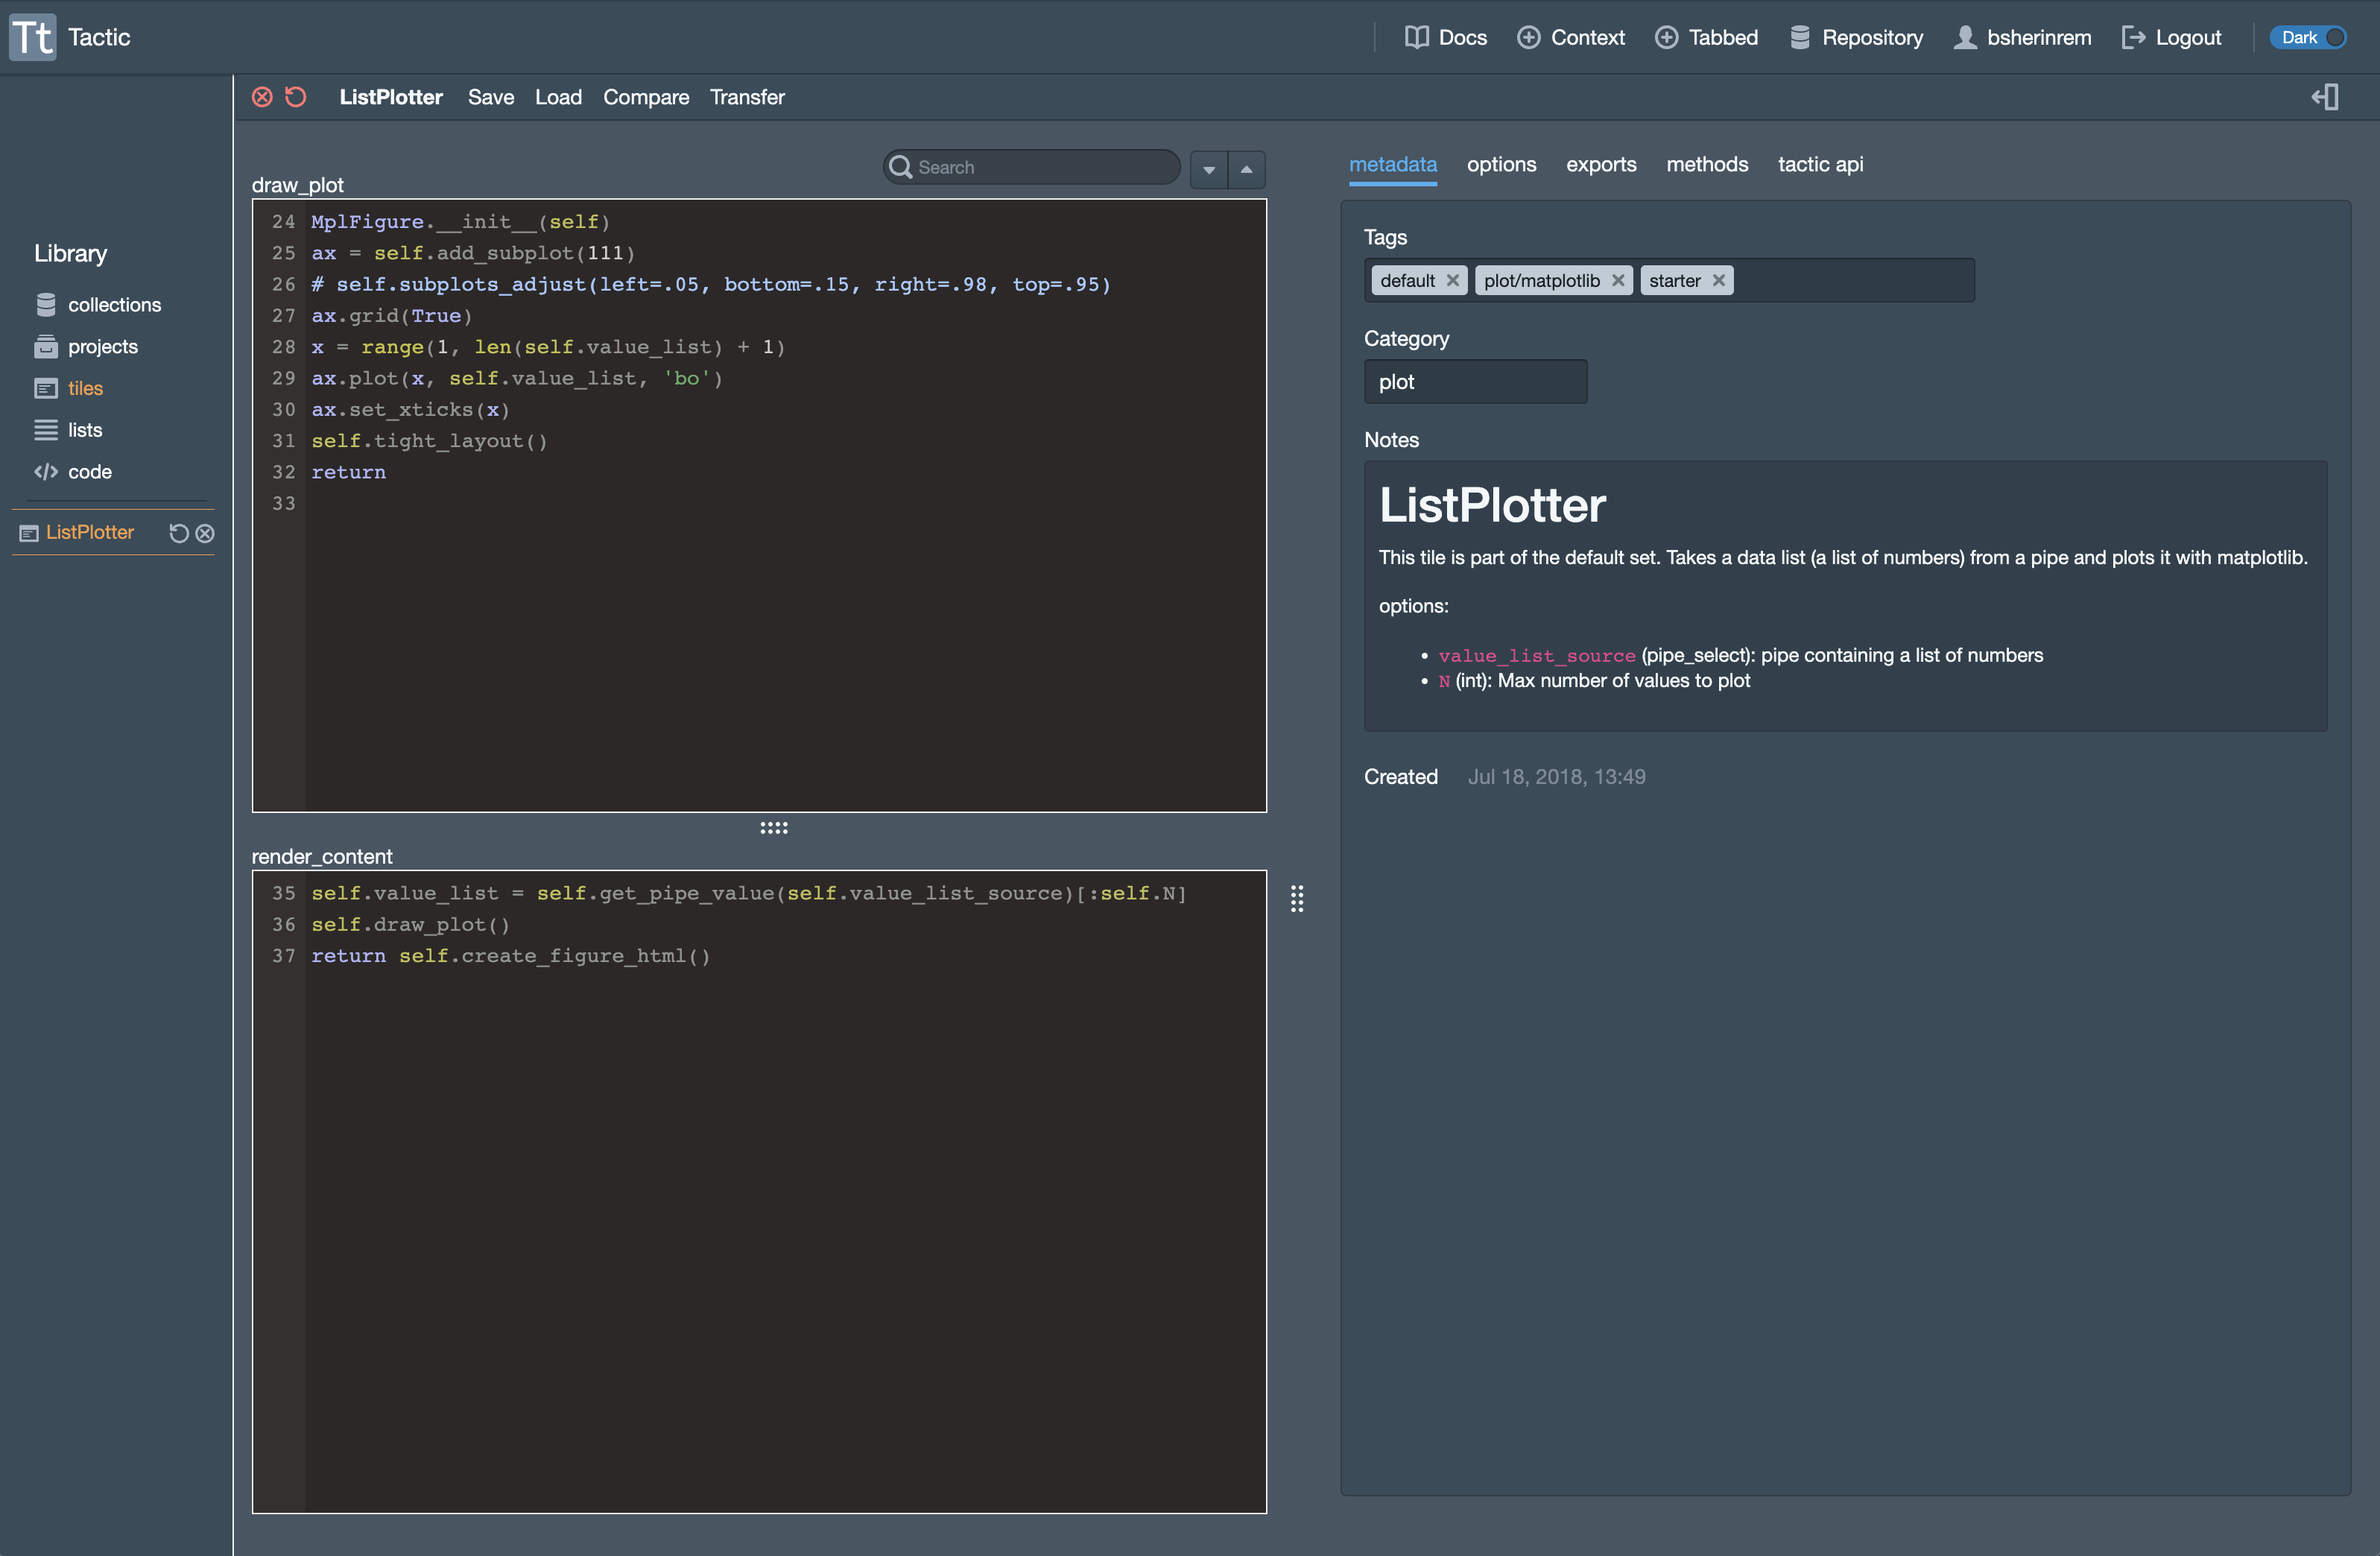 Tt Tactic
Docs Context Tabbed Repository bsherinrem Logout Dark
ListPlotter Save Load Compare Transfer
Library
collections
projects
tiles
lists
code
ListPlotter
Search
draw_plot
24 MplFigure.__init__(self)
25 ax = self.add_subplot(111)
26 # self.subplots_adjust(left=.05, bottom=.15, right=.98, top=.95)
27 ax.grid(True)
28 x = range(1, len(self.value_list) + 1)
29 ax.plot(x, self.value_list, 'bo')
30 ax.set_xticks(x)
31 self.tight_layout()
32 return
33
render_content
35 self.value_list = self.get_pipe_value(self.value_list_source)[:self.N]
36 self.draw_plot()
37 return self.create_figure_html()
metadata options exports methods tactic api
Tags
default plot/matplotlib starter
Category
plot
Notes
ListPlotter
This tile is part of the default set. Takes a data list (a list of numbers) from a pipe and plots it with matplotlib.
options:
• value_list_source (pipe_select): pipe containing a list of numbers
• N (int): Max number of values to plot
Created Jul 18, 2018, 13:49